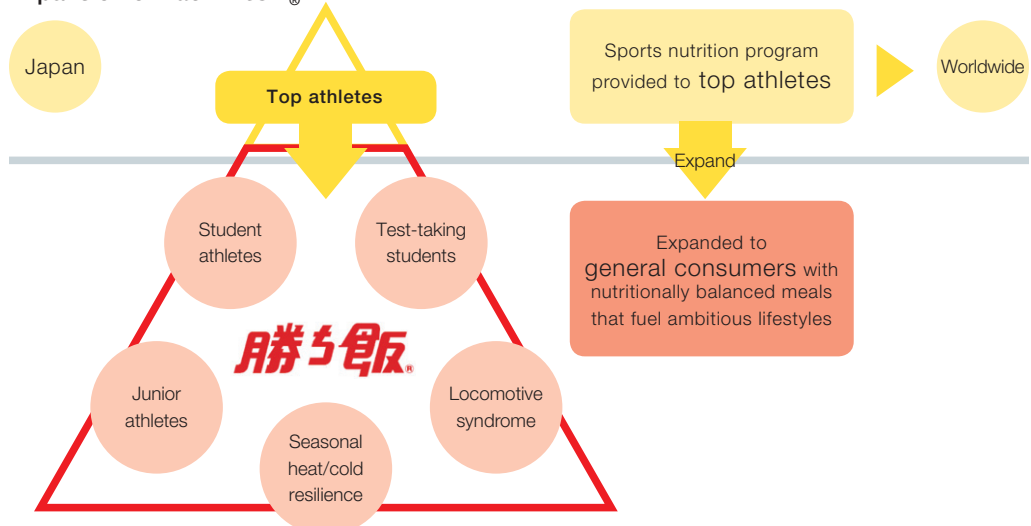 ®
Japan
Top athletes
Sports nutrition program
provided to top athletes
Worldwide
Expand
Student
athletes
Test-taking
students
Expanded to
general consumers with
nutritionally balanced meals
that fuel ambitious lifestyles
勝ち飯®
Junior
athletes
Locomotive
syndrome
Seasonal
heat/cold
resilience